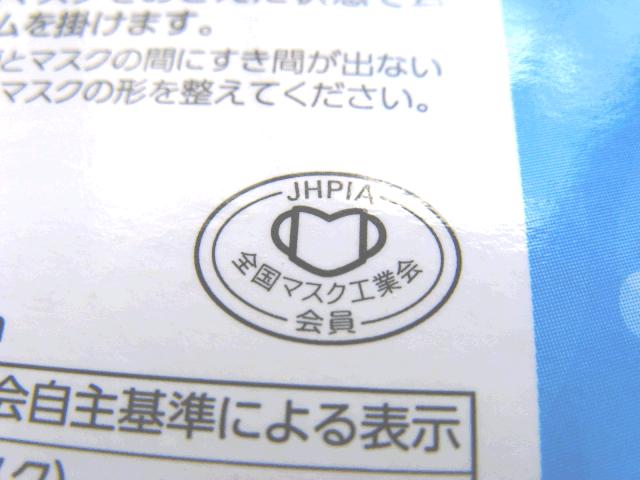 ムを掛けます。
とマスクの間にすき間が出ない
マスクの形を整えてください。
JHPIA
全国マスク工業会
会員
会自主基準による表示
スク)